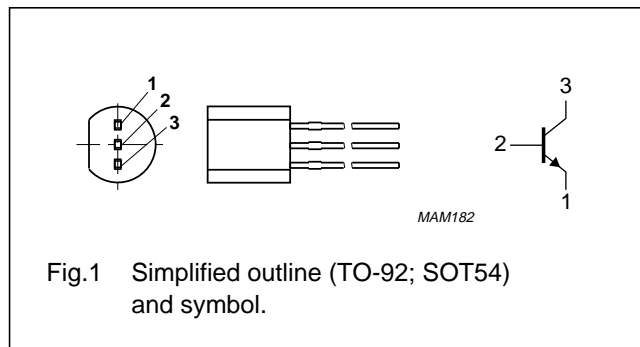 1
2
3
3
2
1
MAM182
Fig.1 Simplified outline (TO-92; SOT54)
and symbol.